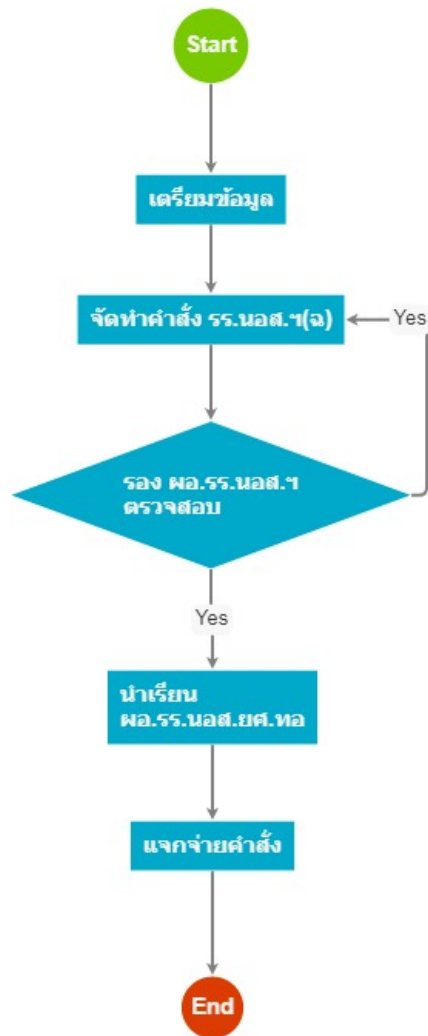 Start
เตรียมข้อมูล
จัดทำคำสั่ง รร.นอส.ฯ(ฉ)
Yes
รอง ผอ.รร.นอส.ฯ
ตรวจสอบ
Yes
นำเรียน
ผอ.รร.นอส.ยศ.ทอ
แจกจ่ายคำสั่ง
End